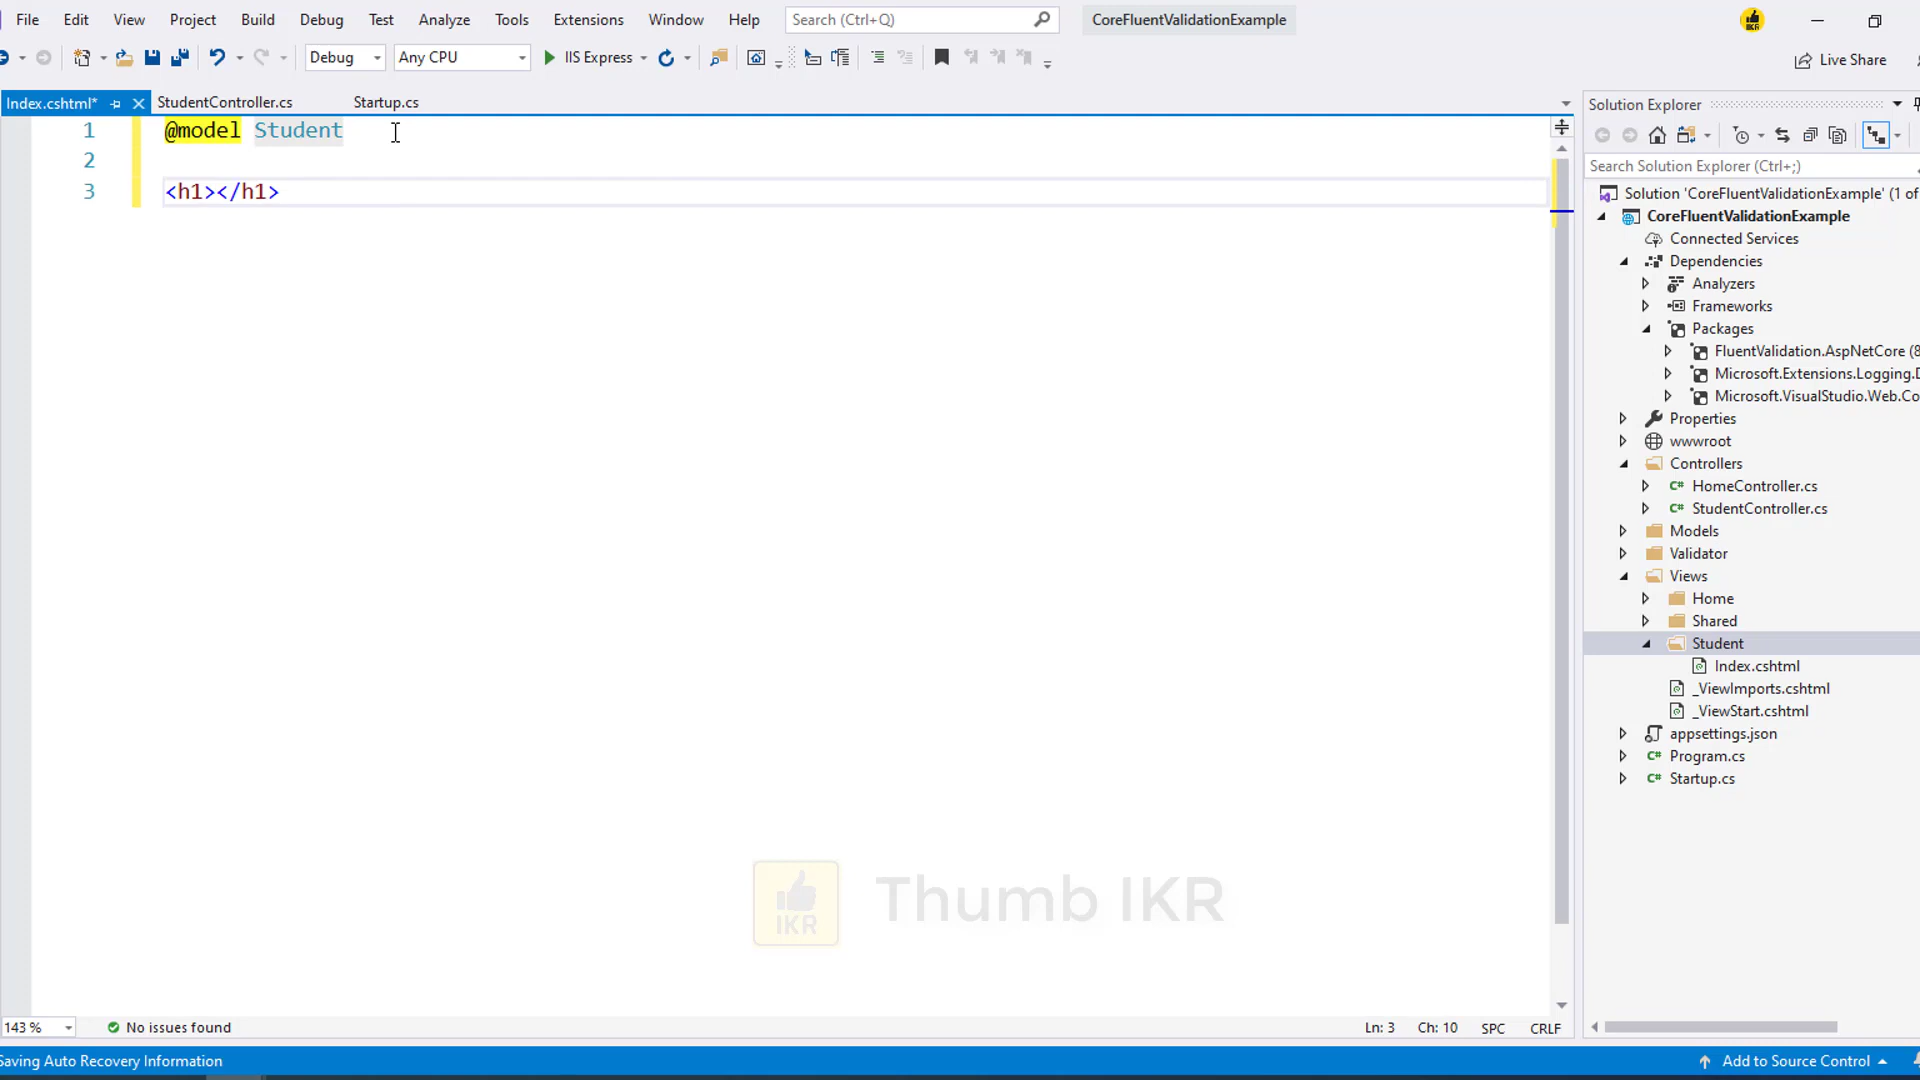 File Edit View Project Build Debug Test Analyze Tools Extensions Window Help Search (Ctrl+Q) CoreFluentValidationExample
Debug Any CPU IIS Express Live Share
Index.cshtml* StudentController.cs Startup.cs
1 @model Student
2
3 <h1></h1>
Solution Explorer
Search Solution Explorer (Ctrl+;)
Solution 'CoreFluentValidationExample' (1 of
CoreFluentValidationExample
Connected Services
Dependencies
Analyzers
Frameworks
Packages
FluentValidation.AspNetCore (8
Microsoft.Extensions.Logging.D
Microsoft.VisualStudio.Web.Co
Properties
wwwroot
Controllers
C# HomeController.cs
C# StudentController.cs
Models
Validator
Views
Home
Shared
Student
Index.cshtml
_ViewImports.cshtml
_ViewStart.cshtml
appsettings.json
C# Program.cs
C# Startup.cs
IKR Thumb IKR
143 % No issues found Ln: 3 Ch: 10 SPC CRLF
Saving Auto Recovery Information Add to Source Control